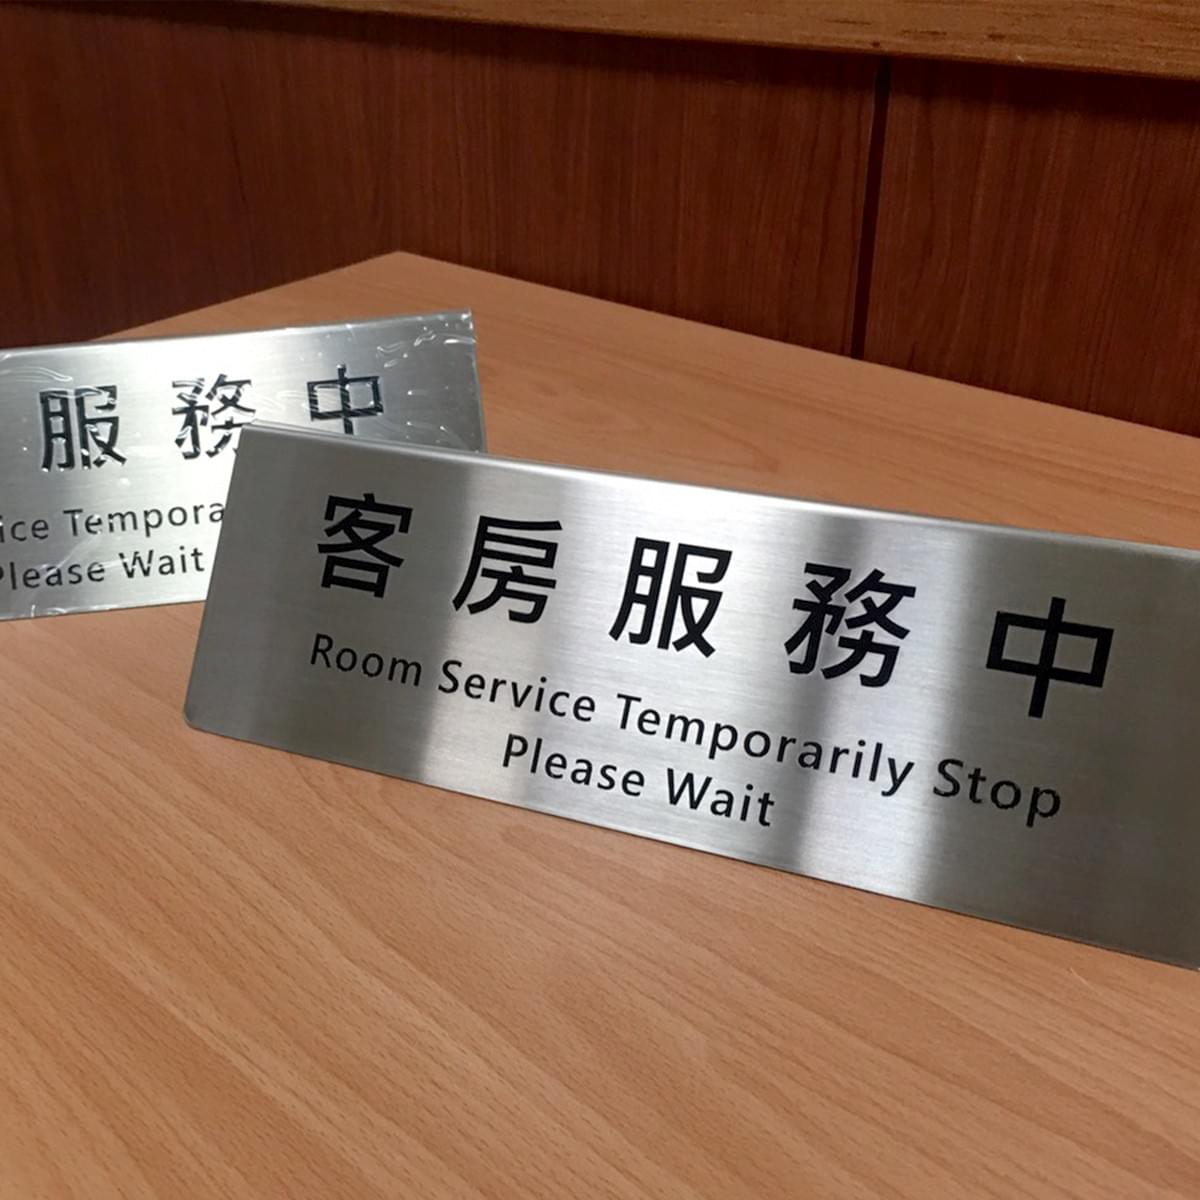 服務中
ice Tempora
Please Wait
客房服務中
Room Service Temporarily Stop
Please Wait